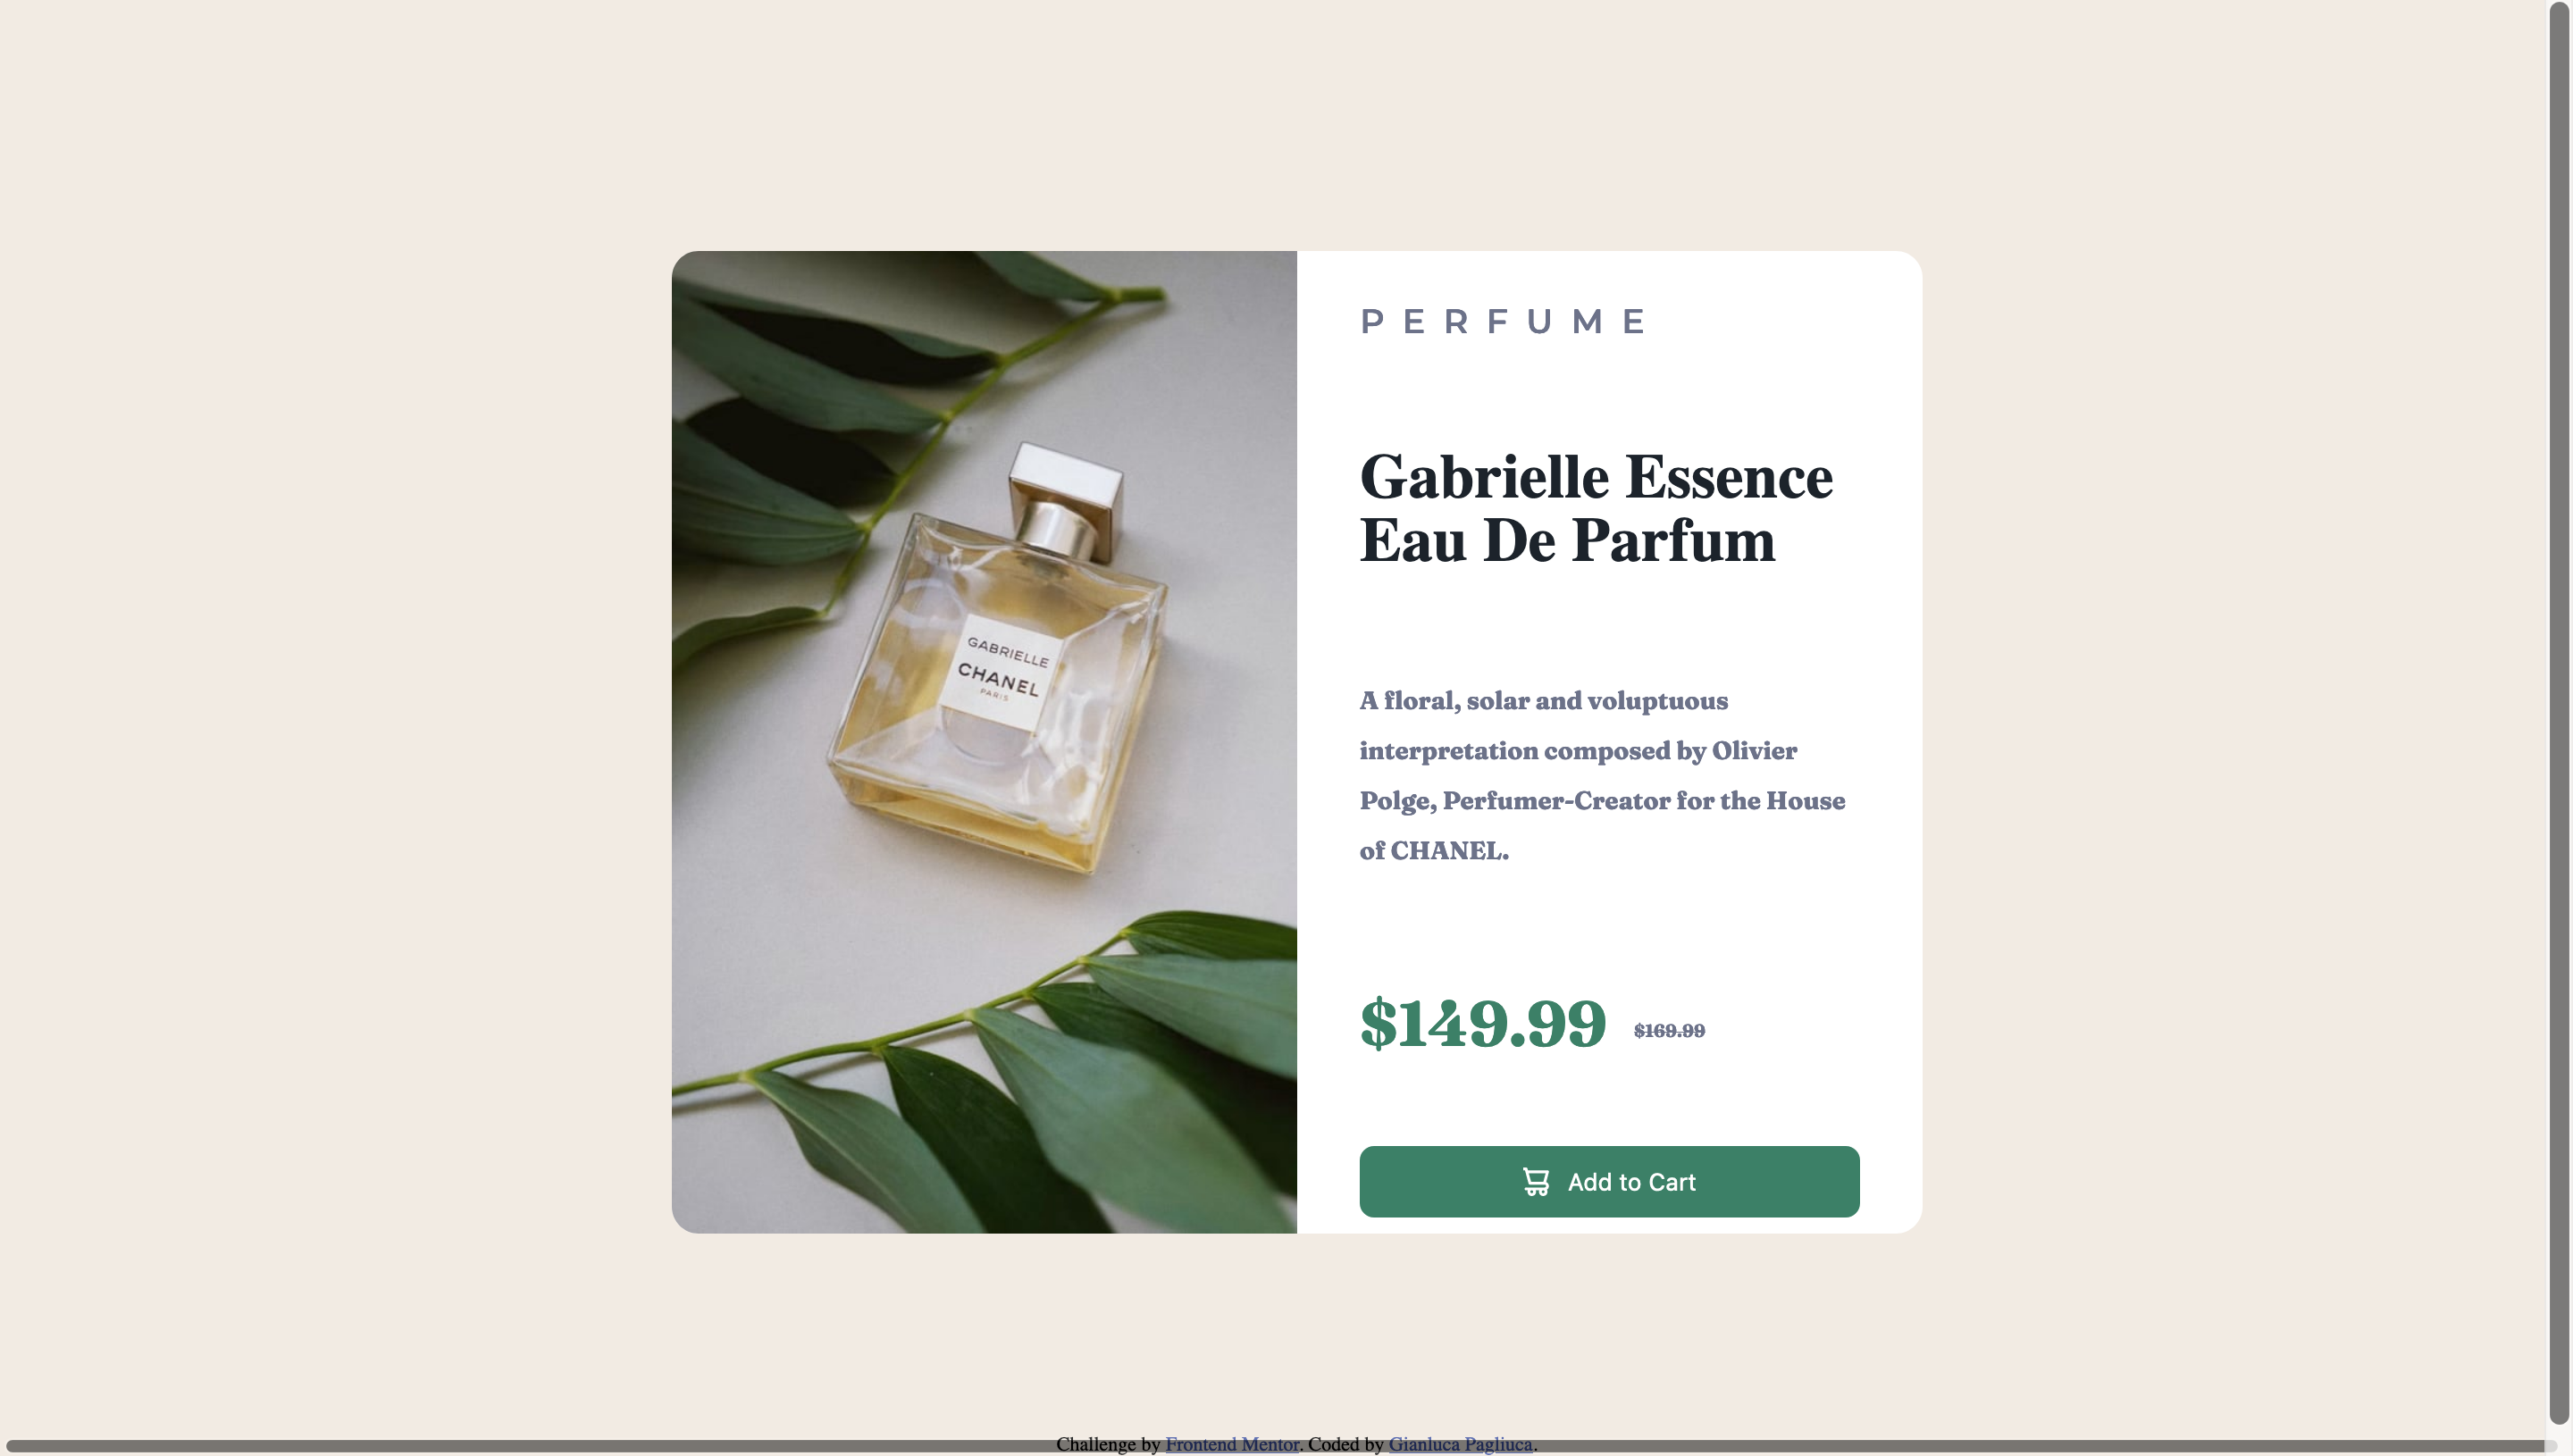 PERFUME
Gabrielle Essence
Eau De Parfum
GABRIELLE
CHANEL
PARIS
A floral, solar and voluptuous
interpretation composed by Olivier
Polge, Perfumer-Creator for the House
of CHANEL.
$149.99 $169.99
Add to Cart
Challenge by Frontend Mentor. Coded by Gianluca Pagliuca.